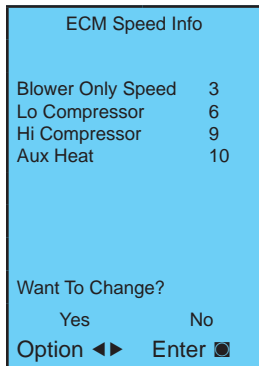 ECM Speed Info
Blower Only Speed 3
Lo Compressor 6
Hi Compressor 9
Aux Heat 10
Want To Change?
Yes No
Option ◄► Enter ◙